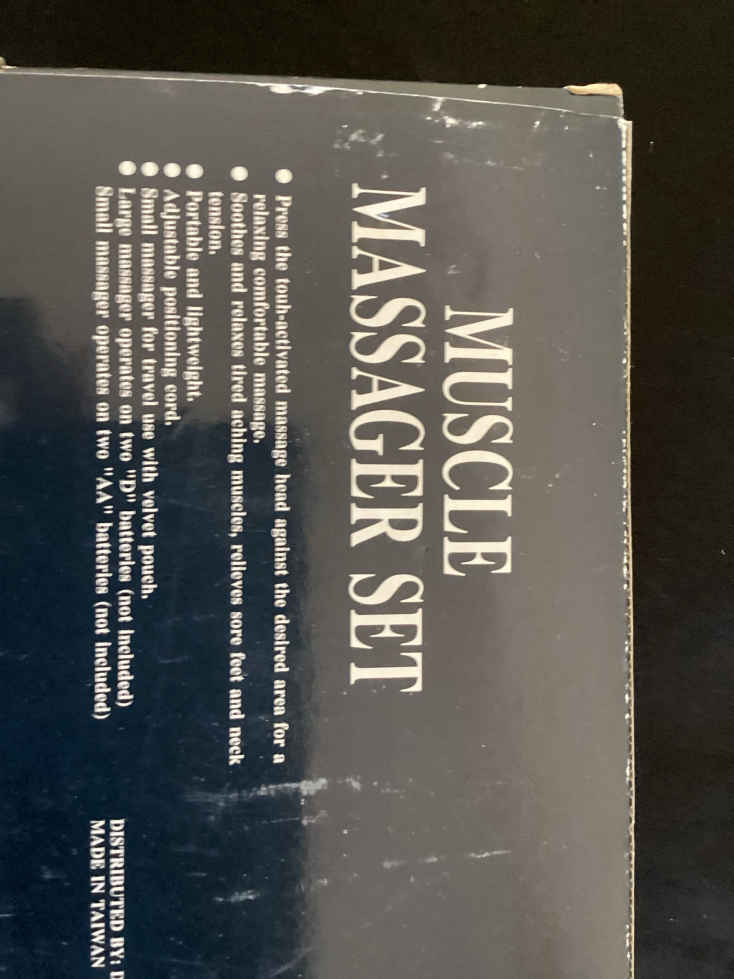 MUSCLE
MASSAGER SET
● Press the touh-activated massage head against the desired area for a
relaxing comfortable massage.
● Soothes and relaxes tired aching muscles, relieves sore feet and neck
tension.
● Portable and lightweight.
● Adjustable positioning cord.
● Small massager for travel use with velvet pouch.
● Large massager operates on two "D" batteries (not included)
Small massager operates on two "AA" batteries (not included)
DISTRIBUTED BY:
MADE IN TAIWAN